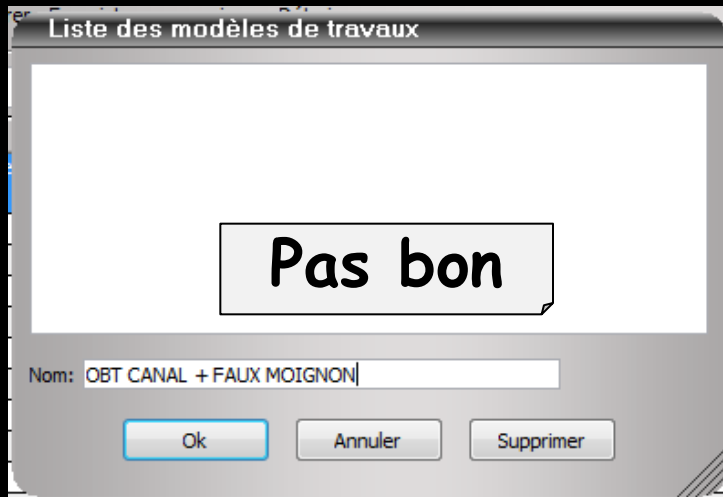 Liste des modèles de travaux
Pas bon
Nom: OBT CANAL + FAUX MOIGNON
Ok Annuler Supprimer